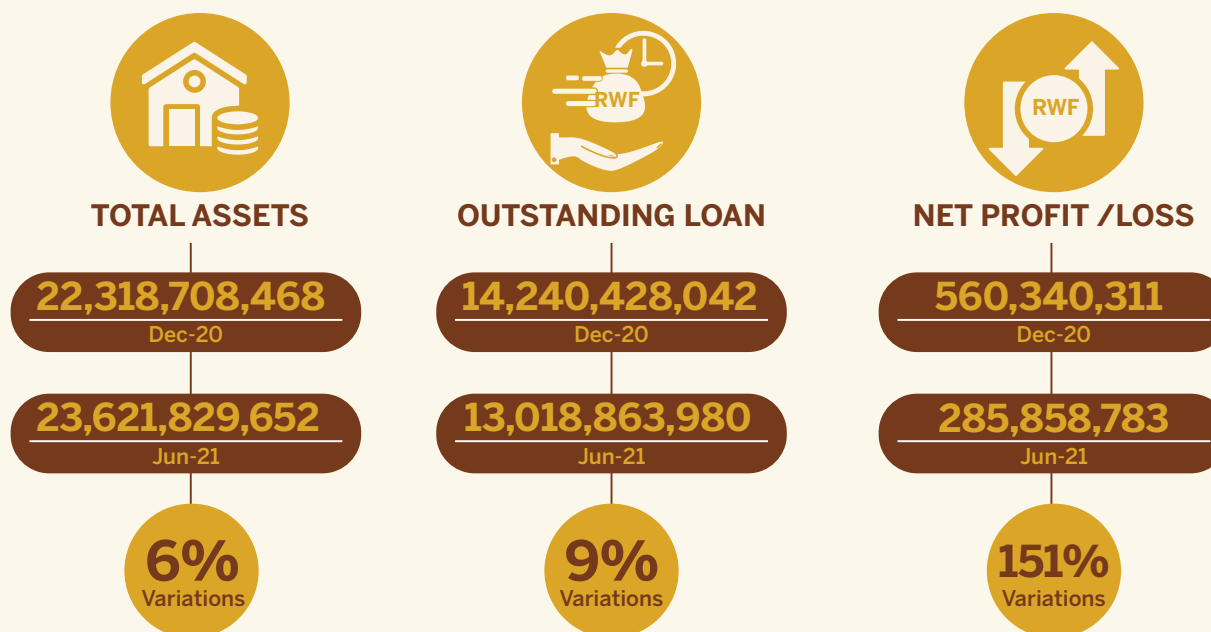 RWF
RWF
TOTAL ASSETS
OUTSTANDING LOAN
NET PROFIT /LOSS
22,318,708,468
Dec-20
14,240,428,042
Dec-20
560,340,311
Dec-20
23,621,829,652
Jun-21
13,018,863,980
Jun-21
285,858,783
Jun-21
6%
Variations
9%
Variations
151%
Variations